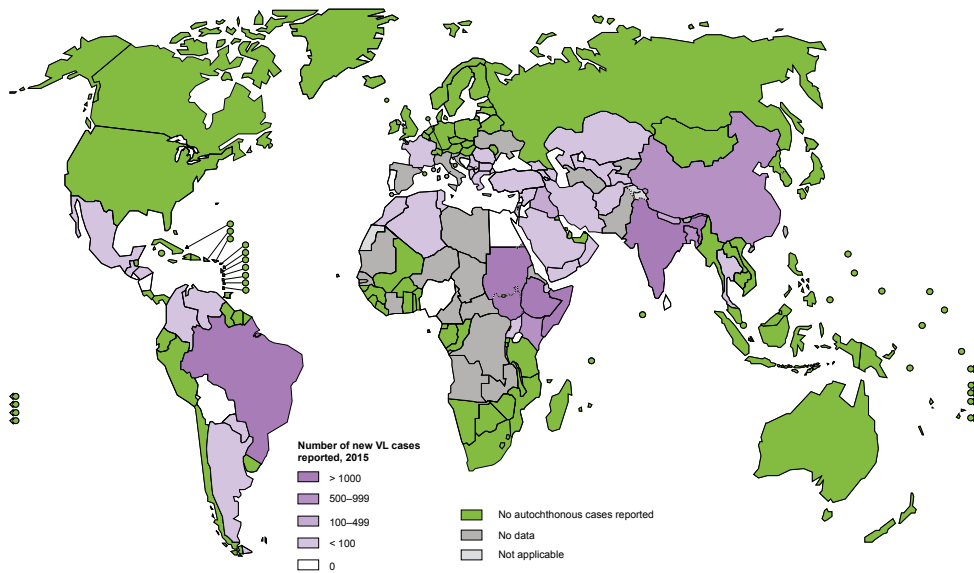 Number of new VL cases
reported, 2015
> 1000
500–999
100–499
< 100
0
No autochthonous cases reported
No data
Not applicable